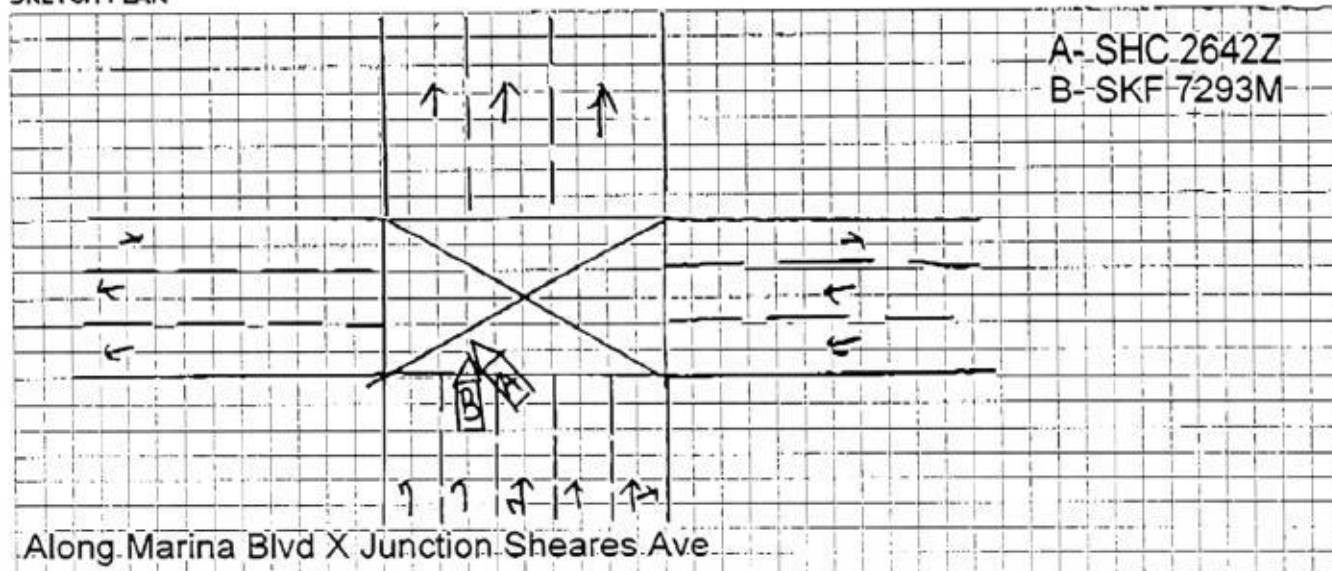 SKETCH PLAN
A- SHC 2642Z
B- SKF 7293M
B
A
Along Marina Blvd X Junction Sheares Ave